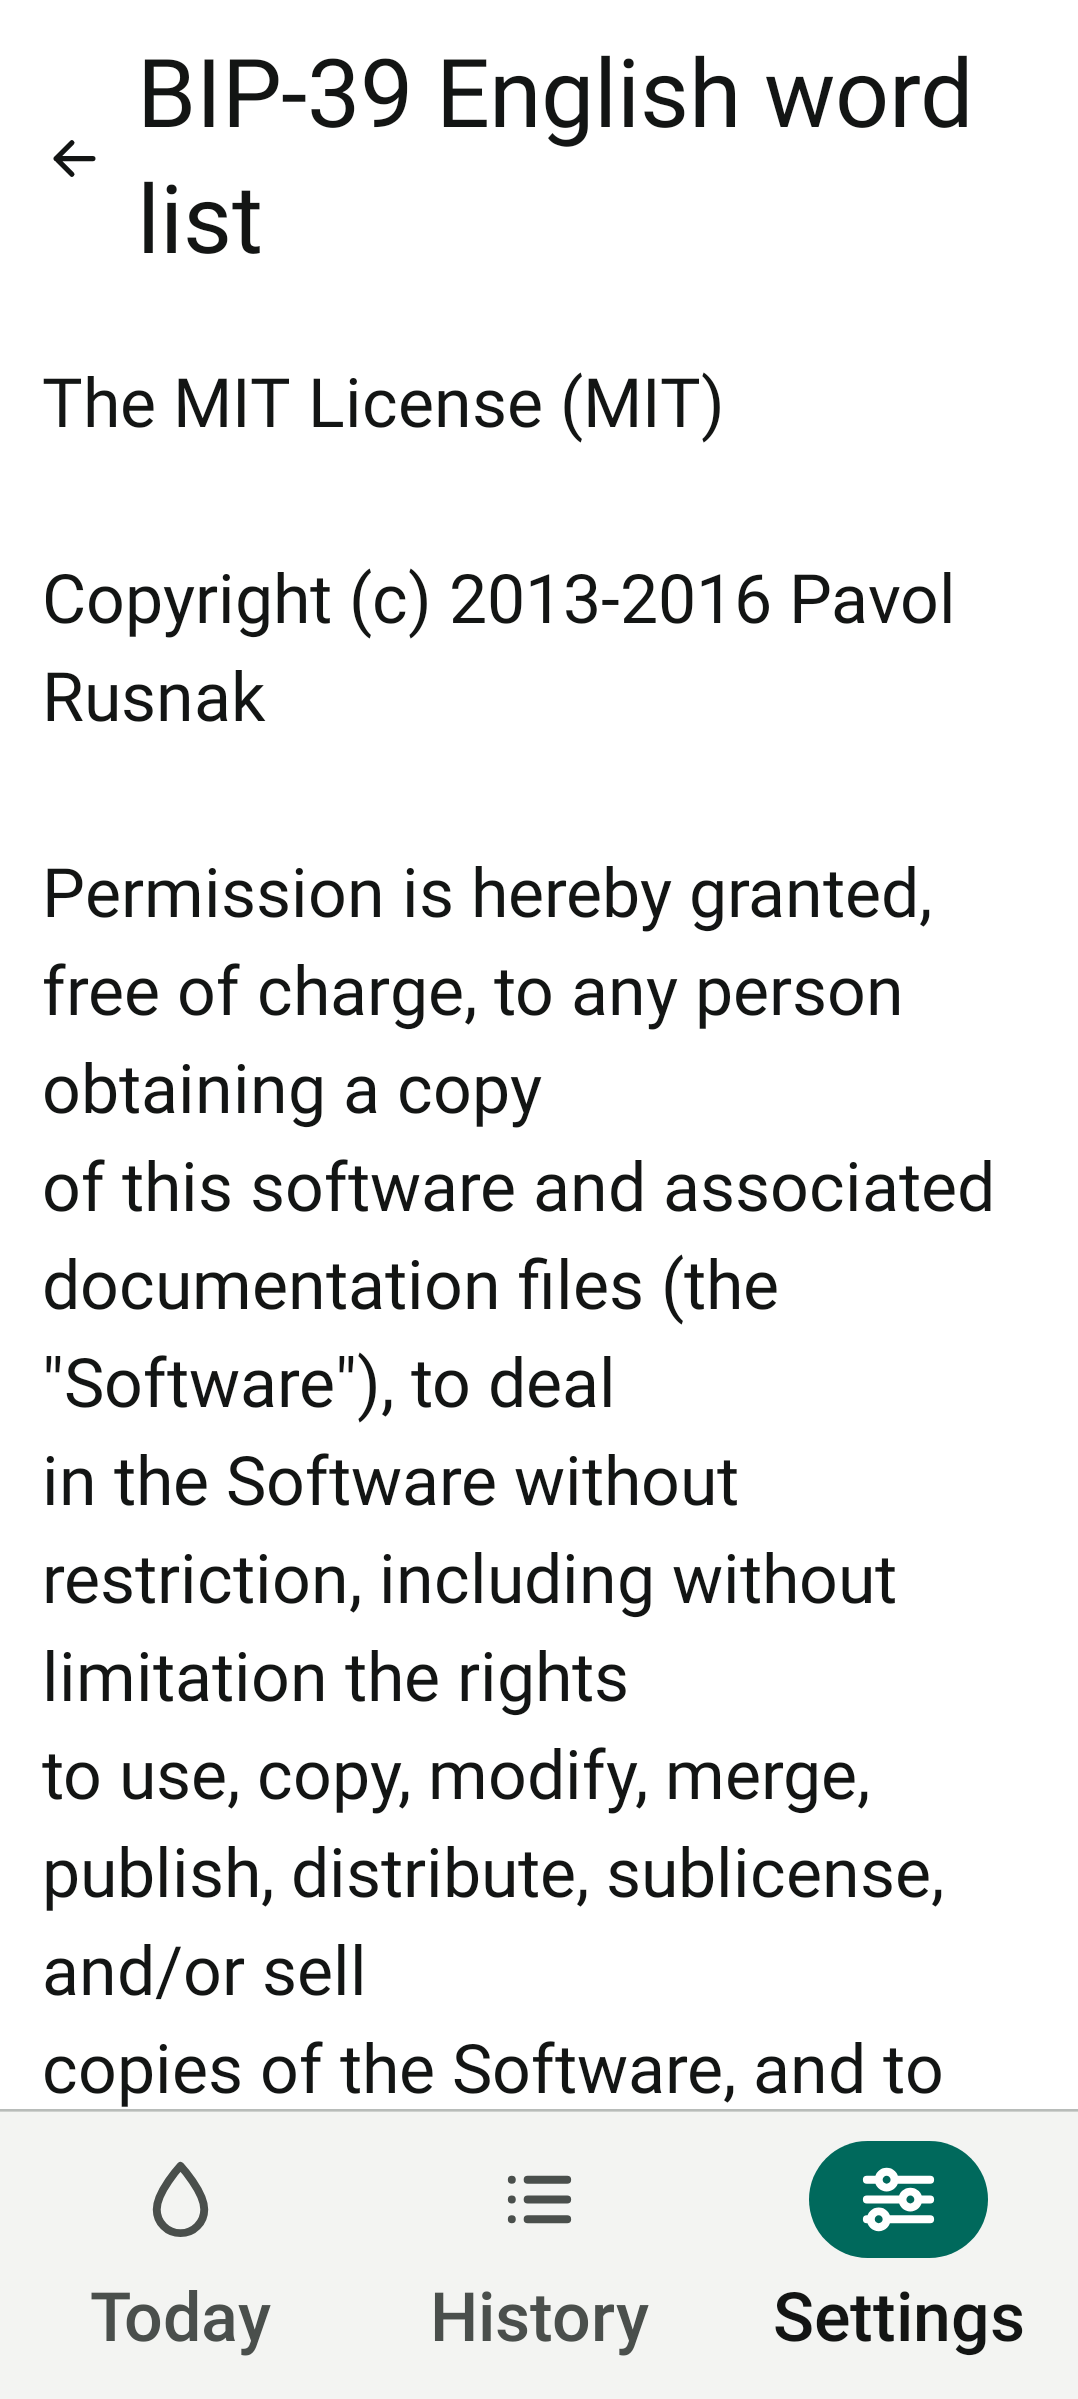 BIP-39 English word
list
The MIT License (MIT)
Copyright (c) 2013-2016 Pavol
Rusnak
Permission is hereby granted,
free of charge, to any person
obtaining a copy
of this software and associated
documentation files (the
"Software"), to deal
in the Software without
restriction, including without
limitation the rights
to use, copy, modify, merge,
publish, distribute, sublicense,
and/or sell
copies of the Software, and to
Today
History
Settings